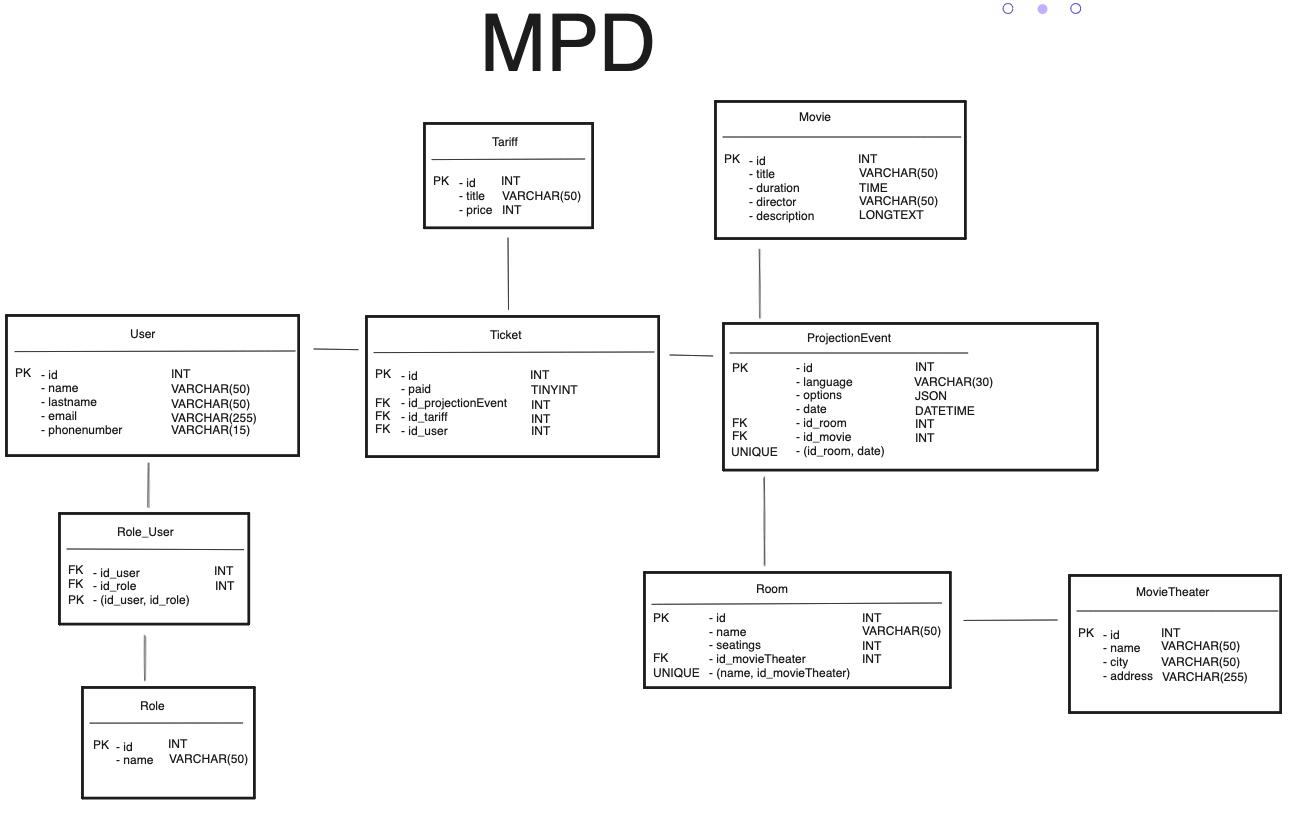 MPD
Tariff
PK - id INT
- title VARCHAR(50)
- price INT
Movie
PK - id INT
- title VARCHAR(50)
- duration TIME
- director VARCHAR(50)
- description LONGTEXT
User
PK - id INT
- name VARCHAR(50)
- lastname VARCHAR(50)
- email VARCHAR(255)
- phonenumber VARCHAR(15)
Ticket
PK - id INT
- paid TINYINT
FK - id_projectionEvent INT
FK - id_tariff INT
FK - id_user INT
ProjectionEvent
PK - id INT
- language VARCHAR(30)
- options JSON
- date DATETIME
FK - id_room INT
FK - id_movie INT
UNIQUE - (id_room, date)
Role_User
FK - id_user INT
FK - id_role INT
PK - (id_user, id_role)
Room
PK - id INT
- name VARCHAR(50)
- seatings INT
FK - id_movieTheater INT
UNIQUE - (name, id_movieTheater)
MovieTheater
PK - id INT
- name VARCHAR(50)
- city VARCHAR(50)
- address VARCHAR(255)
Role
PK - id INT
- name VARCHAR(50)